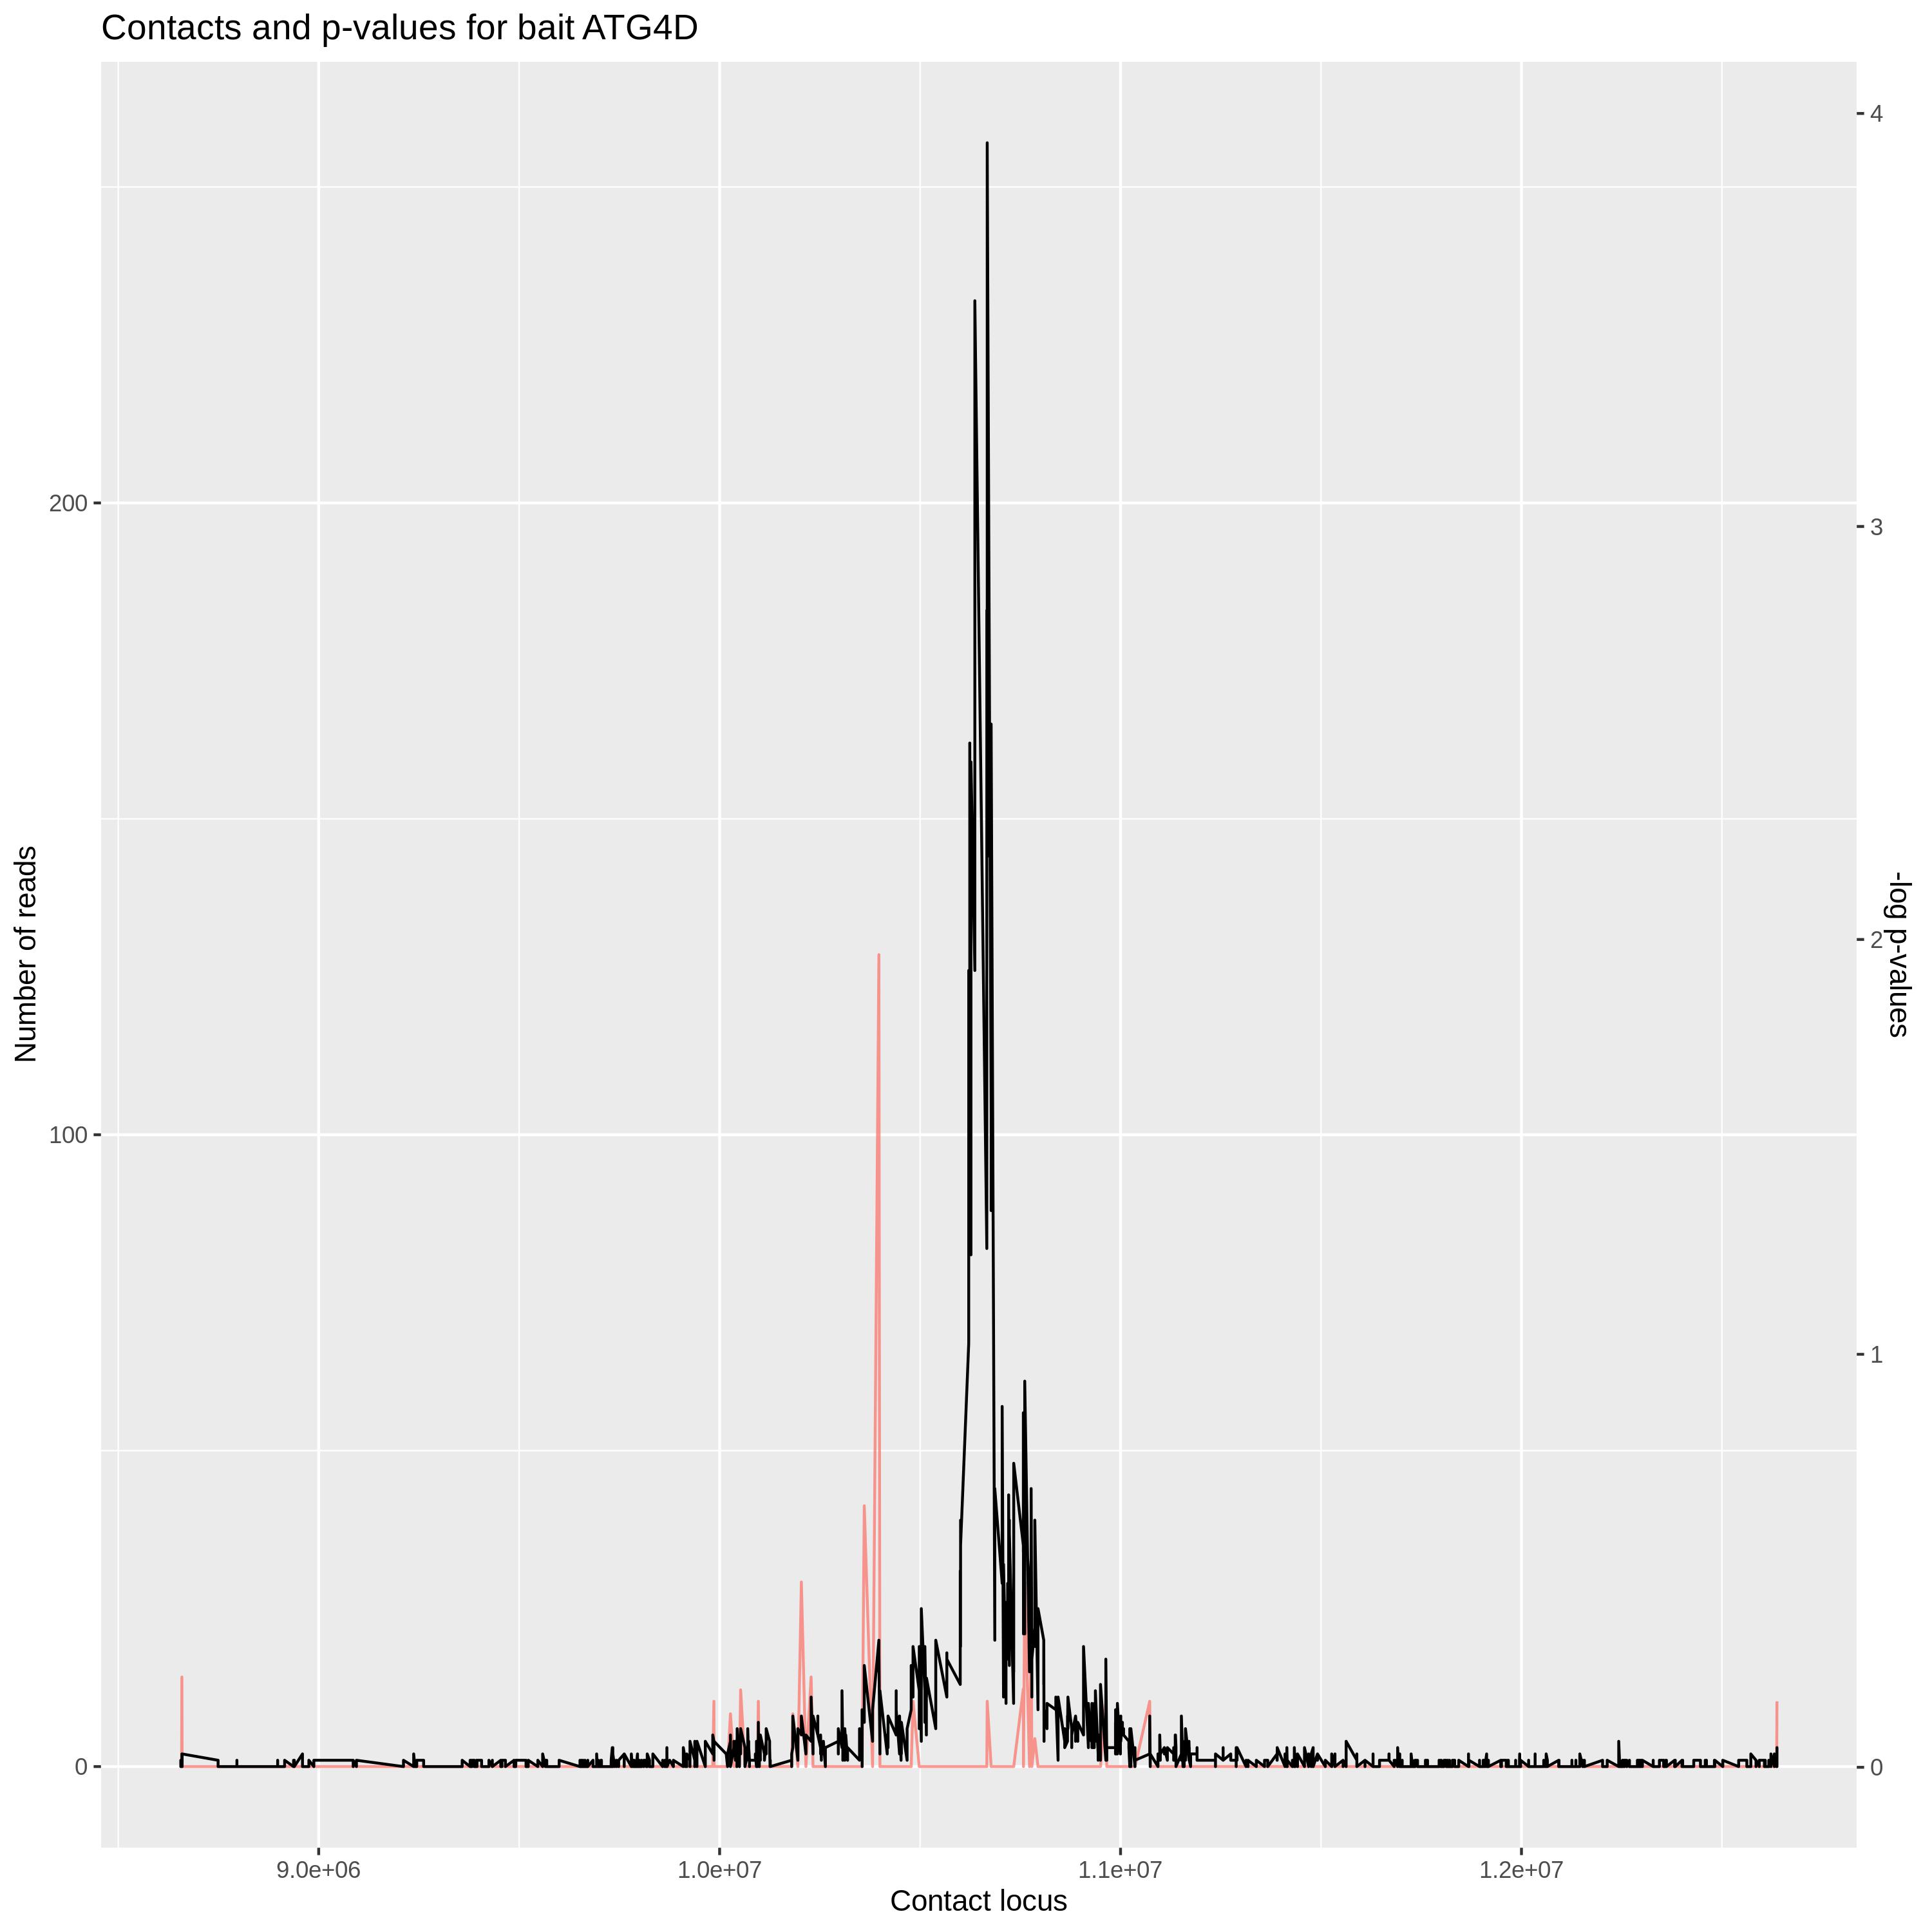 Contacts and p-values for bait ATG4D
Number of reads
200
100
0
4
3
2
1
0
-log p-values
9.0e+06
1.0e+07
1.1e+07
1.2e+07
Contact locus